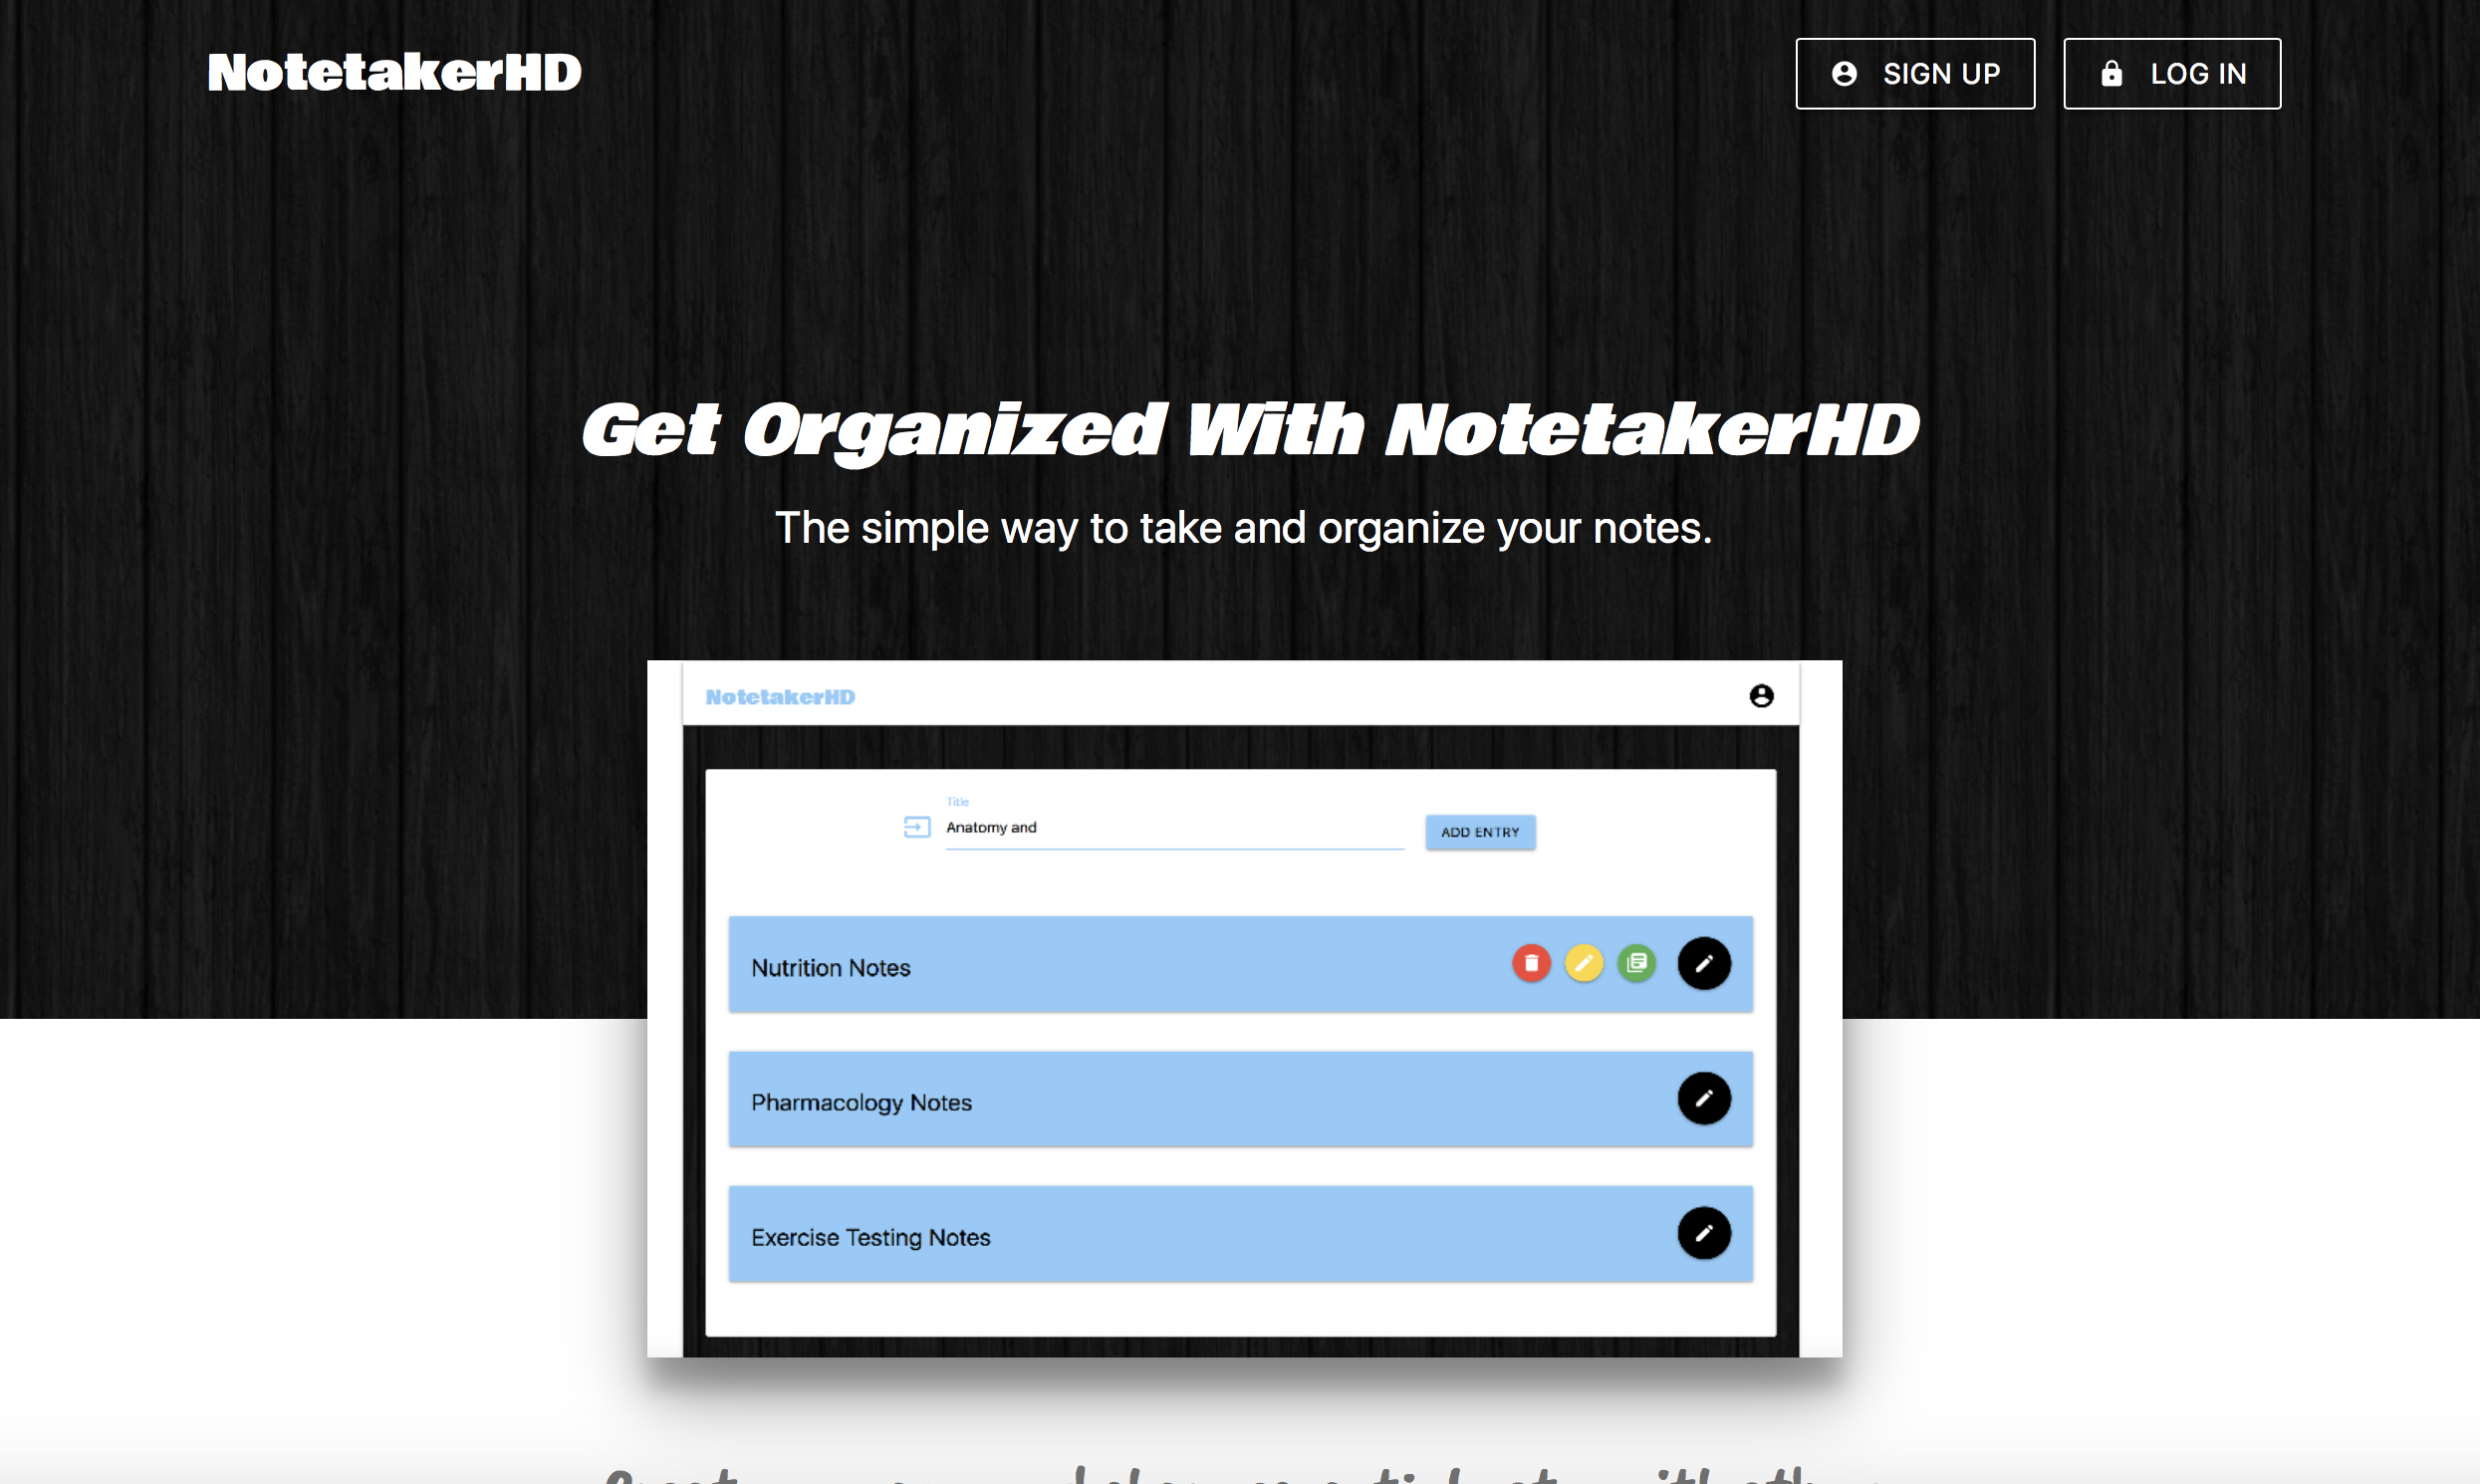 NotetakerHD
SIGN UP
LOG IN
Get Organized With NotetakerHD
The simple way to take and organize your notes.
NotetakerHD
Title
Anatomy and
ADD ENTRY
Nutrition Notes
Pharmacology Notes
Exercise Testing Notes